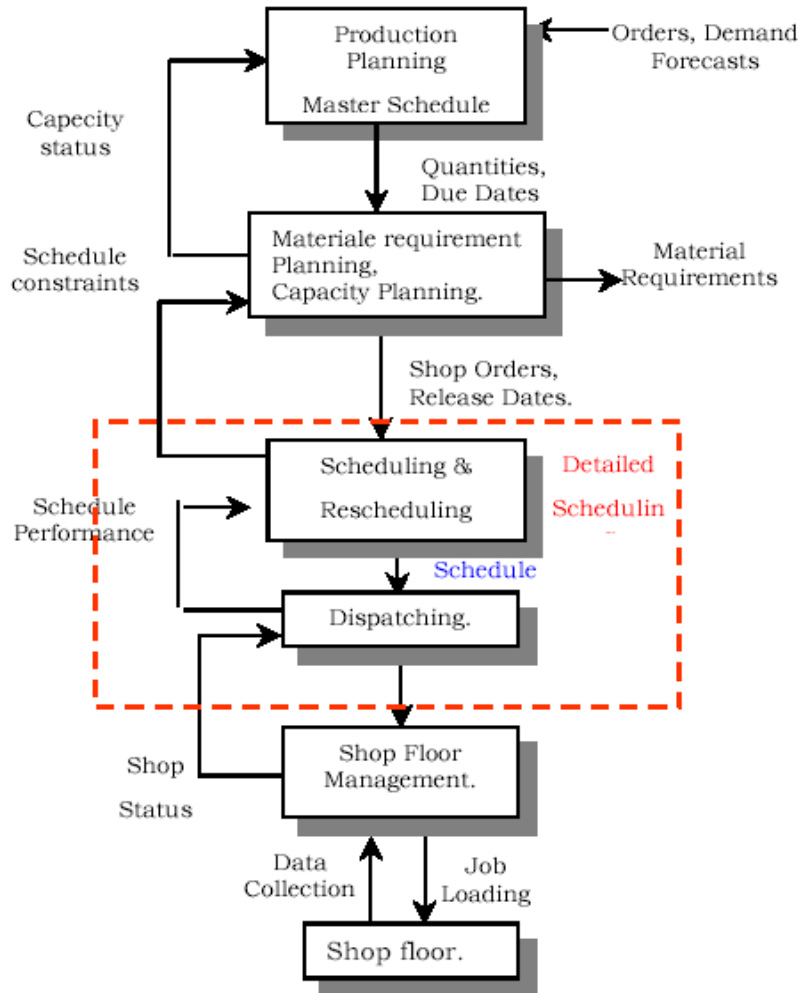 Production
Planning
Master Schedule
Orders, Demand
Forecasts
Capecity
status
Quantities,
Due Dates
Schedule
constraints
Materiale requirement
Planning,
Capacity Planning.
Material
Requirements
Shop Orders,
Release Dates.
Scheduling &
Rescheduling
Detailed
Schedulin
Schedule
Performance
Schedule
Dispatching.
Shop Floor
Management.
Shop
Status
Data
Collection
Job
Loading
Shop floor.